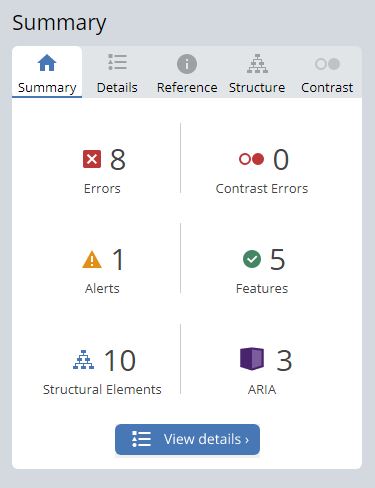 Summary
Summary Details Reference Structure Contrast
8 0
Errors Contrast Errors
1 5
Alerts Features
10 3
Structural Elements ARIA
View details ›